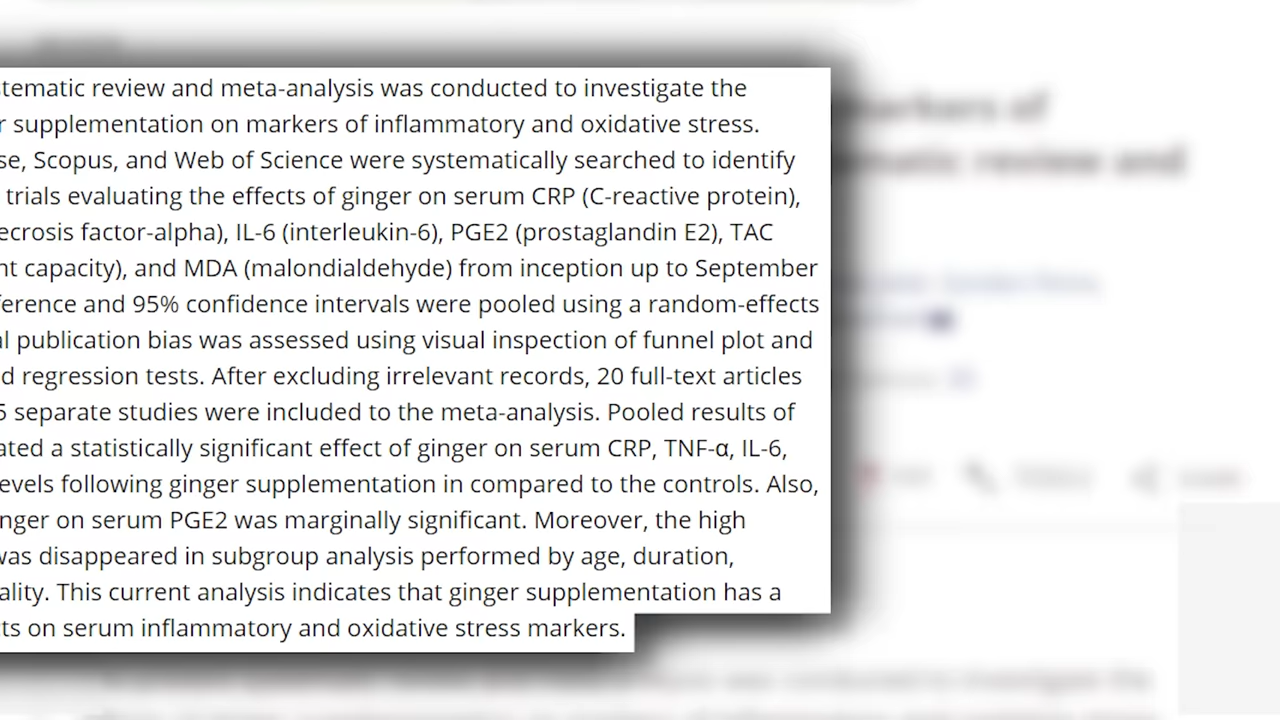 markers of
matic review and
tematic review and meta-analysis was conducted to investigate the
r supplementation on markers of inflammatory and oxidative stress.
se, Scopus, and Web of Science were systematically searched to identify
trials evaluating the effects of ginger on serum CRP (C-reactive protein),
ecrosis factor-alpha), IL-6 (interleukin-6), PGE2 (prostaglandin E2), TAC
nt capacity), and MDA (malondialdehyde) from inception up to September
ference and 95% confidence intervals were pooled using a random-effects
al publication bias was assessed using visual inspection of funnel plot and
d regression tests. After excluding irrelevant records, 20 full-text articles
5 separate studies were included to the meta-analysis. Pooled results of
ated a statistically significant effect of ginger on serum CRP, TNF-α, IL-6,
evels following ginger supplementation in compared to the controls. Also,
nger on serum PGE2 was marginally significant. Moreover, the high
was disappeared in subgroup analysis performed by age, duration,
ality. This current analysis indicates that ginger supplementation has a
ts on serum inflammatory and oxidative stress markers.